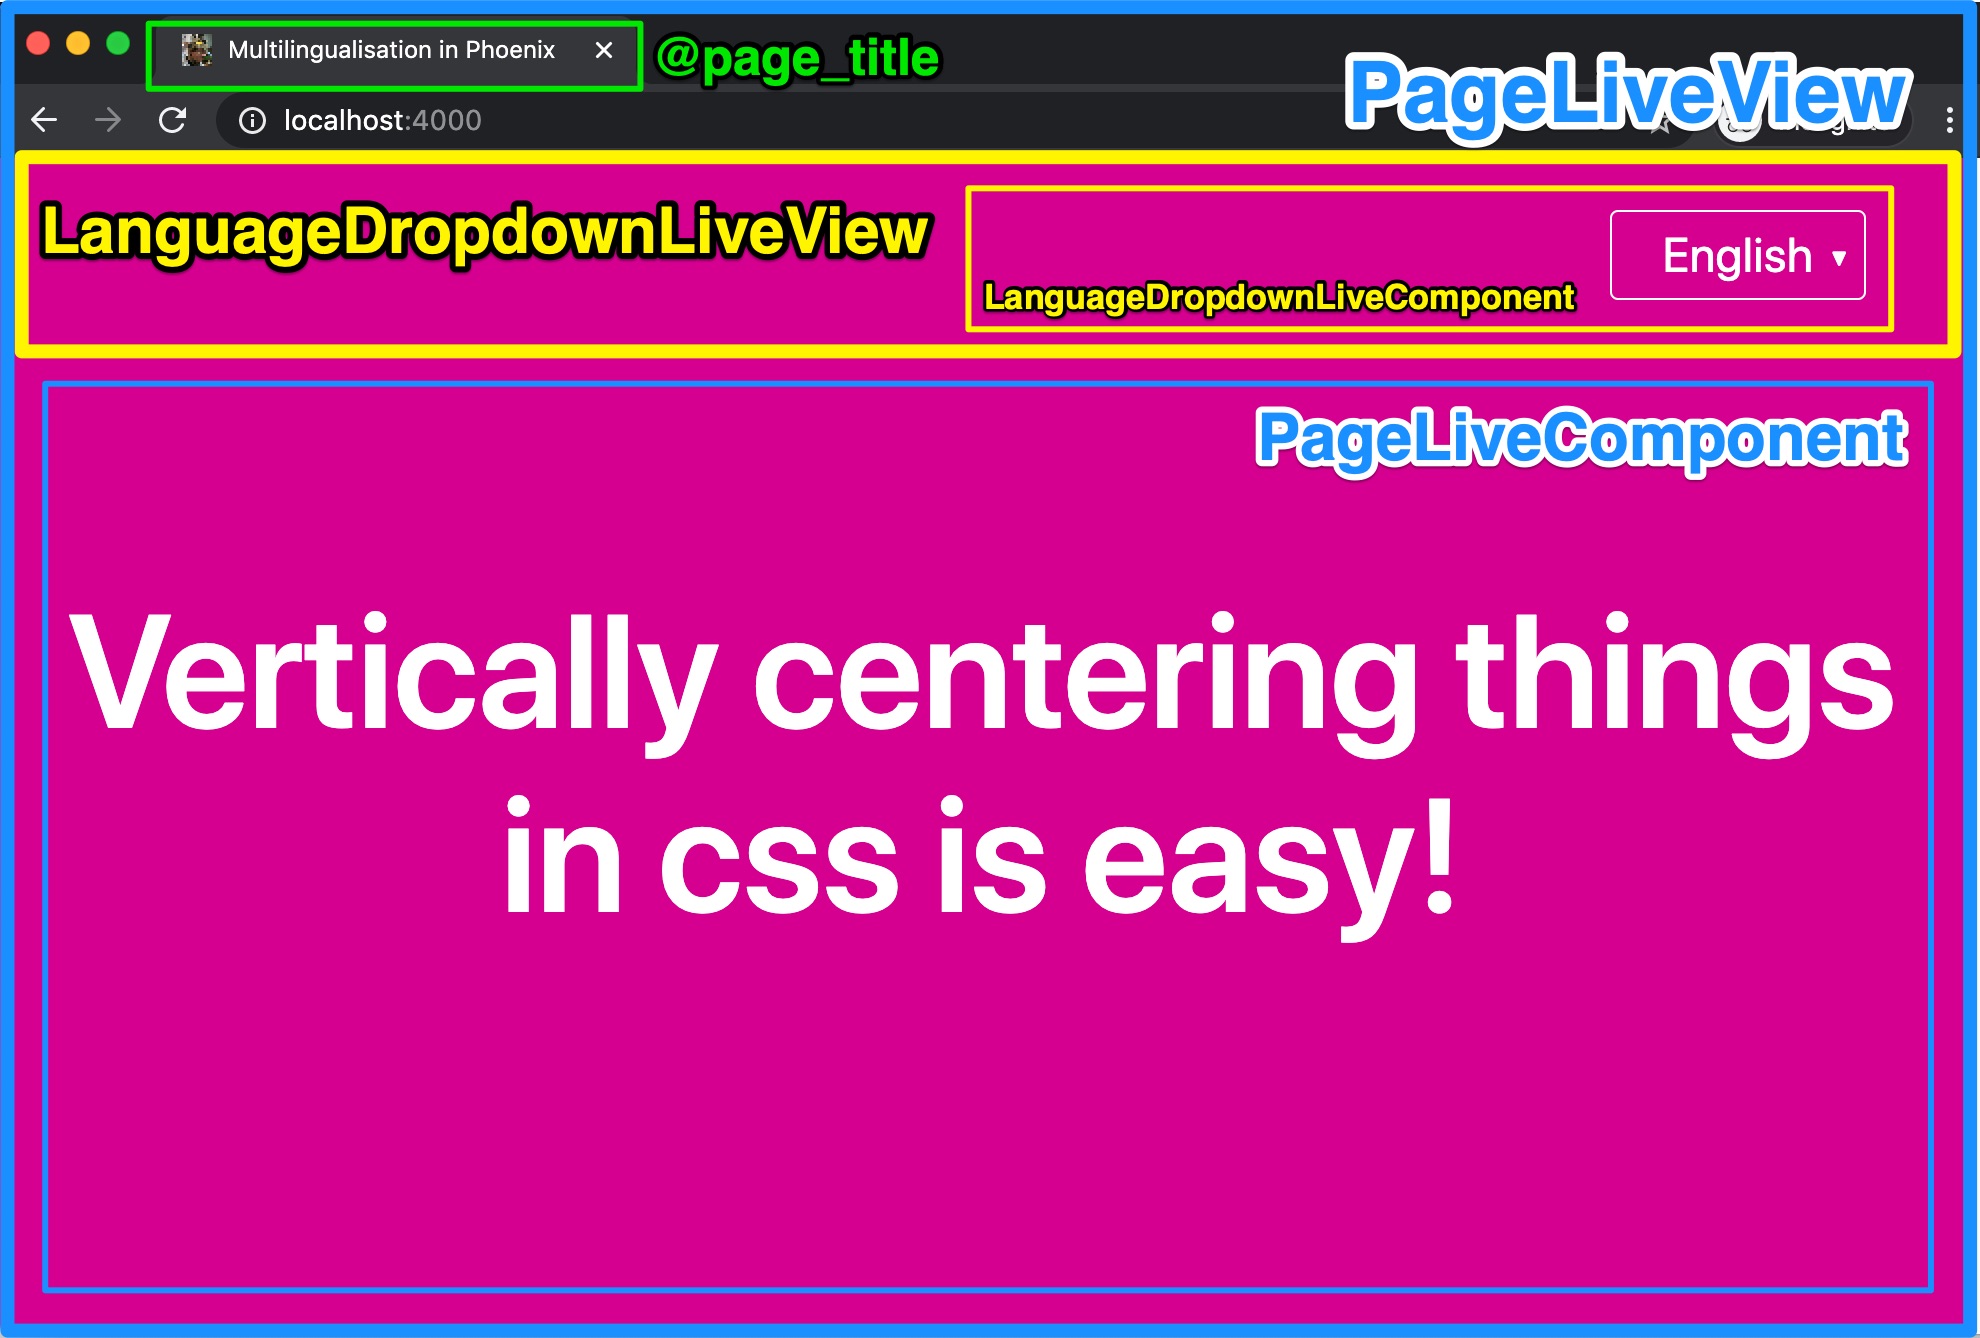 Multilingualisation in Phoenix
@page_title
PageLiveView
localhost:4000
LanguageDropdownLiveView
English
LanguageDropdownLiveComponent
PageLiveComponent
Vertically centering things
in css is easy!